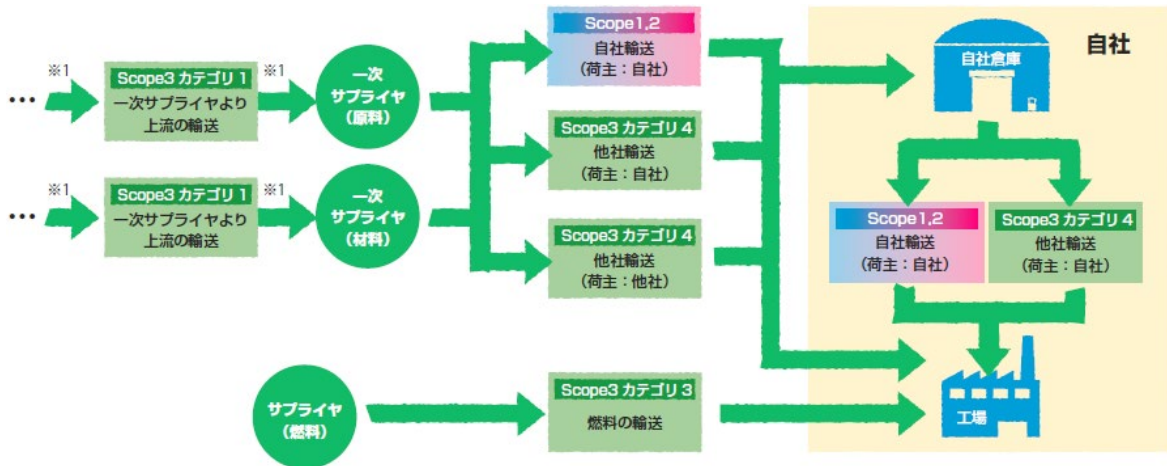 ※1
Scope3 カテゴリ 1
一次サプライヤより
上流の輸送
※1
一次
サプライヤ
（原料）
…
※1
Scope3 カテゴリ 1
一次サプライヤより
上流の輸送
※1
一次
サプライヤ
（材料）
…
Scope1,2
自社輸送
（荷主：自社）
Scope3 カテゴリ 4
他社輸送
（荷主：自社）
Scope3 カテゴリ 4
他社輸送
（荷主：他社）
サプライヤ
（燃料）
Scope3 カテゴリ 3
燃料の輸送
自社
自社倉庫
Scope1,2
自社輸送
（荷主：自社）
Scope3 カテゴリ 4
他社輸送
（荷主：自社）
工場